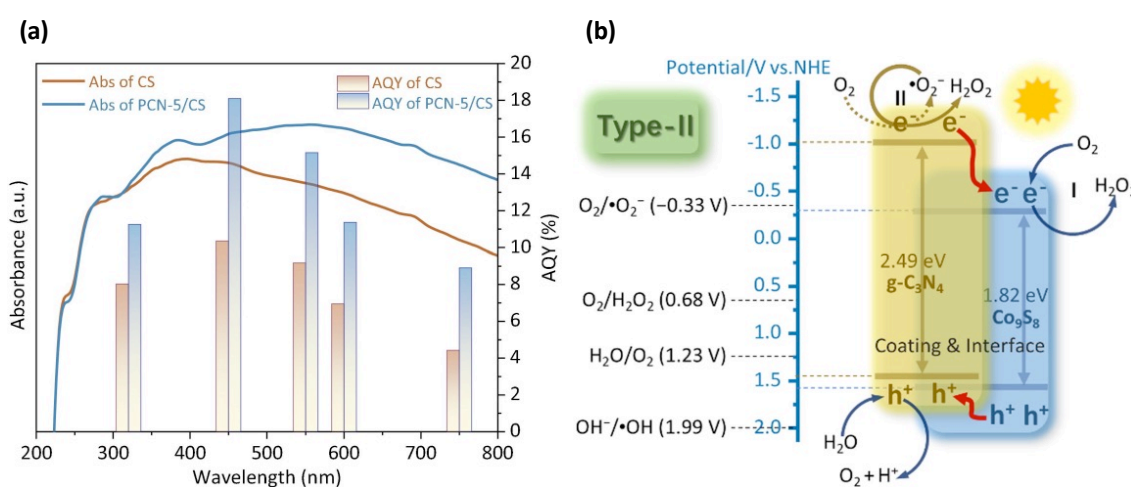 (a)
Abs of CS
Abs of PCN-5/CS
AQY of CS
AQY of PCN-5/CS
Absorbance (a.u.)
20
18
16
14
12
10
8
6
4
2
0
AQY (%)
200 300 400 500 600 700 800
Wavelength (nm)
(b)
Potential/V vs.NHE
Type-II
-1.5
-1.0
-0.5
0.0
0.5
1.0
1.5
2.0
O₂/•O₂⁻ (−0.33 V)
O₂/H₂O₂ (0.68 V)
H₂O/O₂ (1.23 V)
OH⁻/•OH (1.99 V)
O₂
II
•O₂⁻
H₂O₂
e⁻ e⁻
O₂
e⁻ e⁻
I
H₂O₂
2.49 eV
g-C₃N₄
1.82 eV
Co₉S₈
Coating & Interface
h⁺ h⁺
h⁺ h⁺
H₂O
O₂ + H⁺